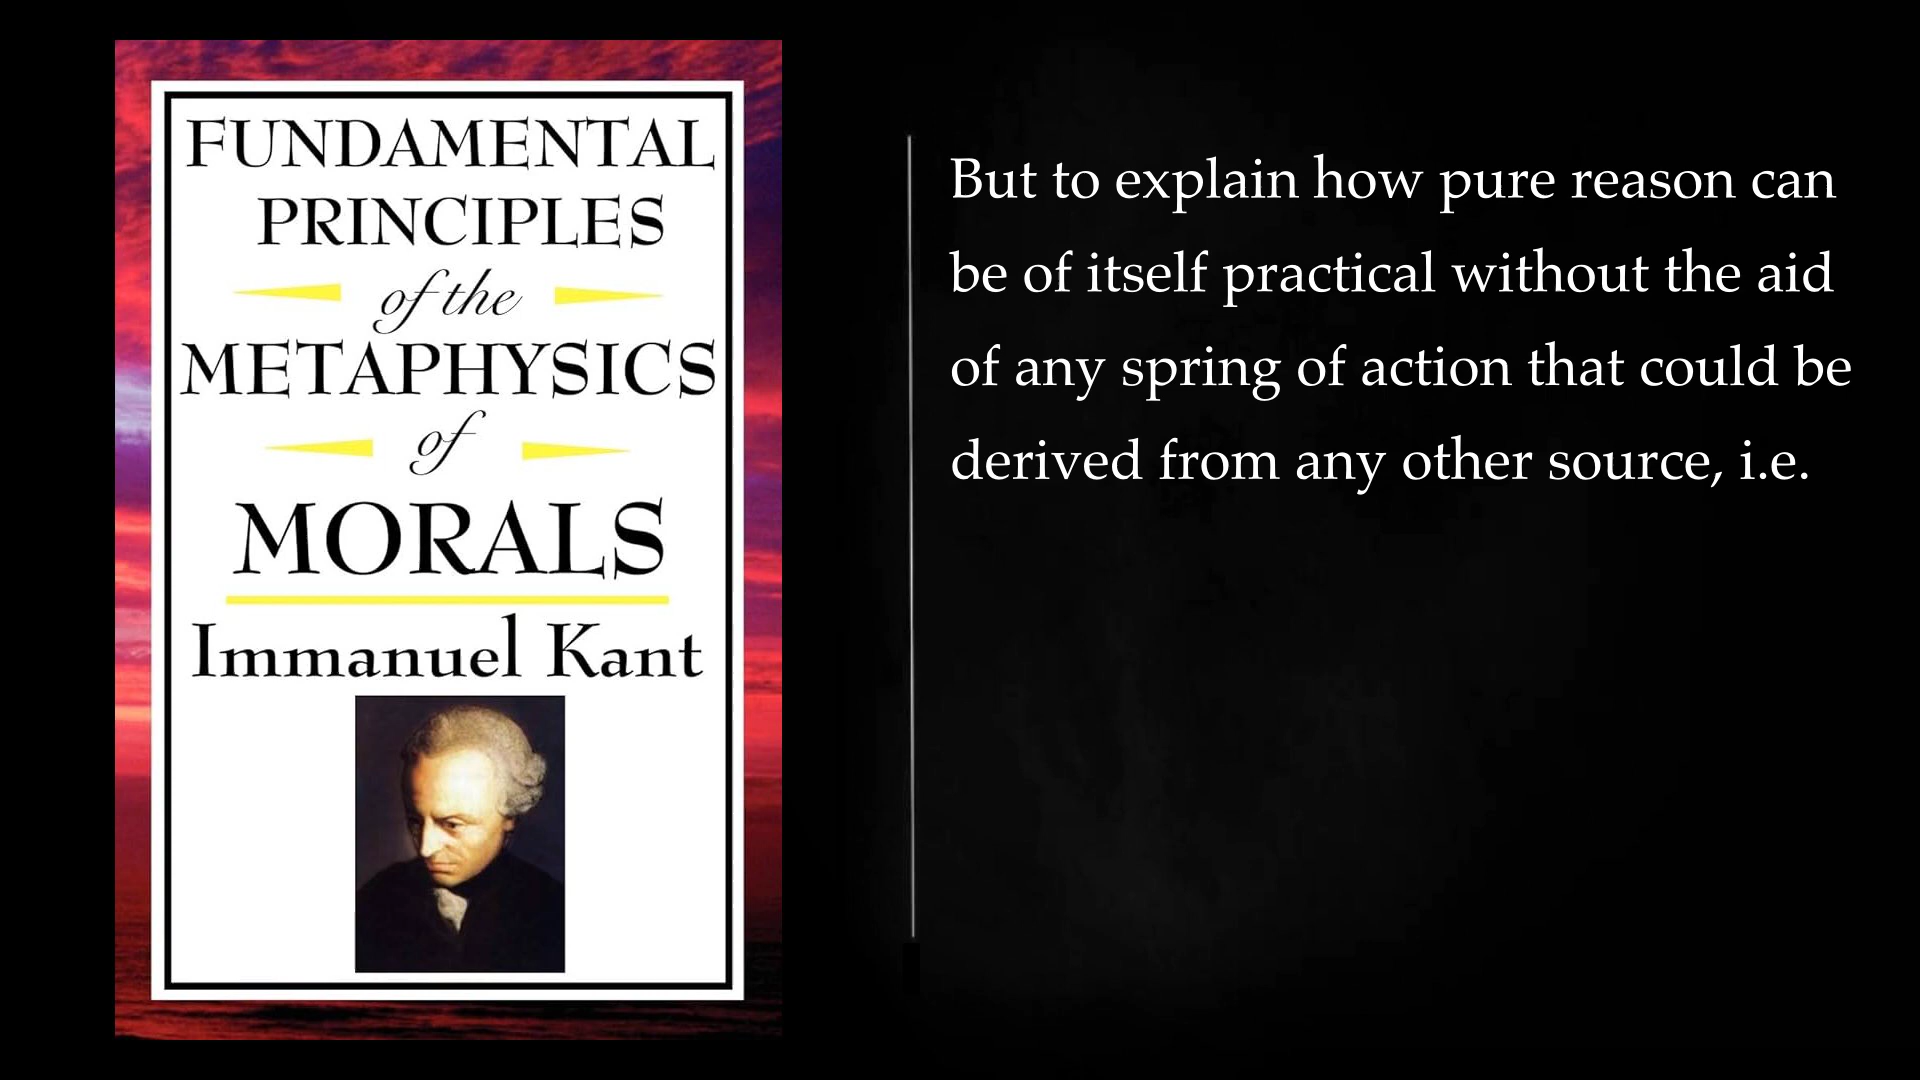 FUNDAMENTAL
PRINCIPLES
of the
METAPHYSICS
of
MORALS
Immanuel Kant
But to explain how pure reason can
be of itself practical without the aid
of any spring of action that could be
derived from any other source, i.e.